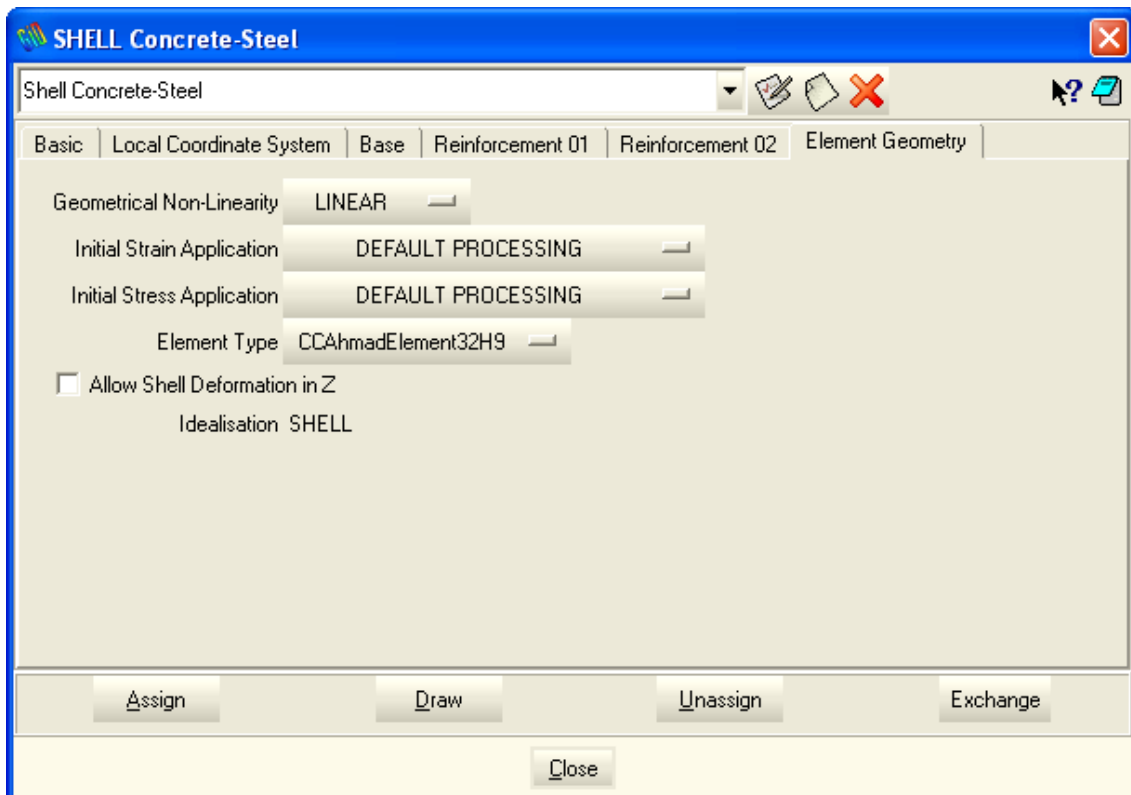 SHELL Concrete-Steel
Shell Concrete-Steel
Basic Local Coordinate System Base Reinforcement 01 Reinforcement 02 Element Geometry
Geometrical Non-Linearity LINEAR
Initial Strain Application DEFAULT PROCESSING
Initial Stress Application DEFAULT PROCESSING
Element Type CCAhmadElement32H9
Allow Shell Deformation in Z
Idealisation SHELL
Assign Draw Unassign Exchange
Close